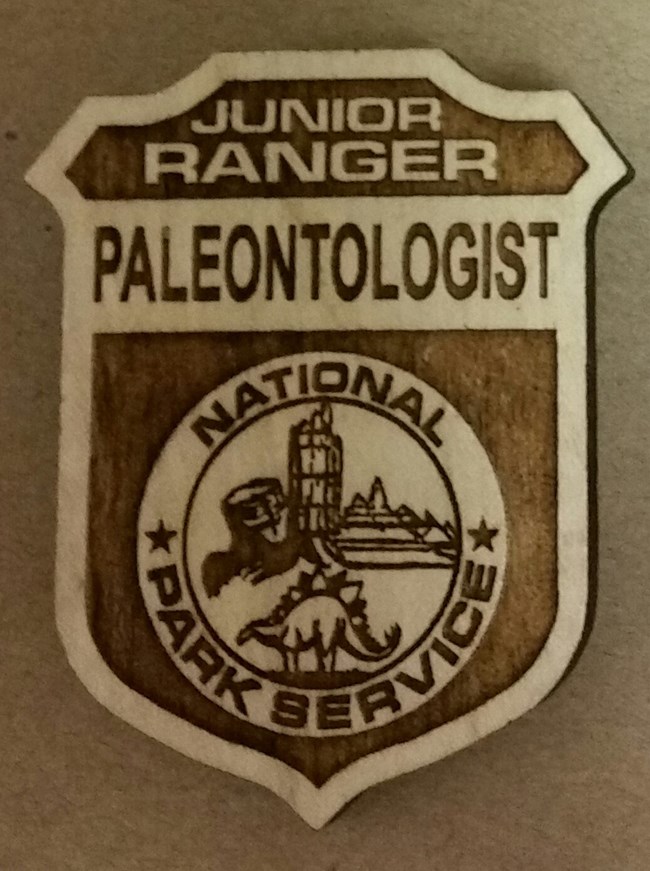 JUNIOR
RANGER
PALEONTOLOGIST
NATIONAL
PARK SERVICE